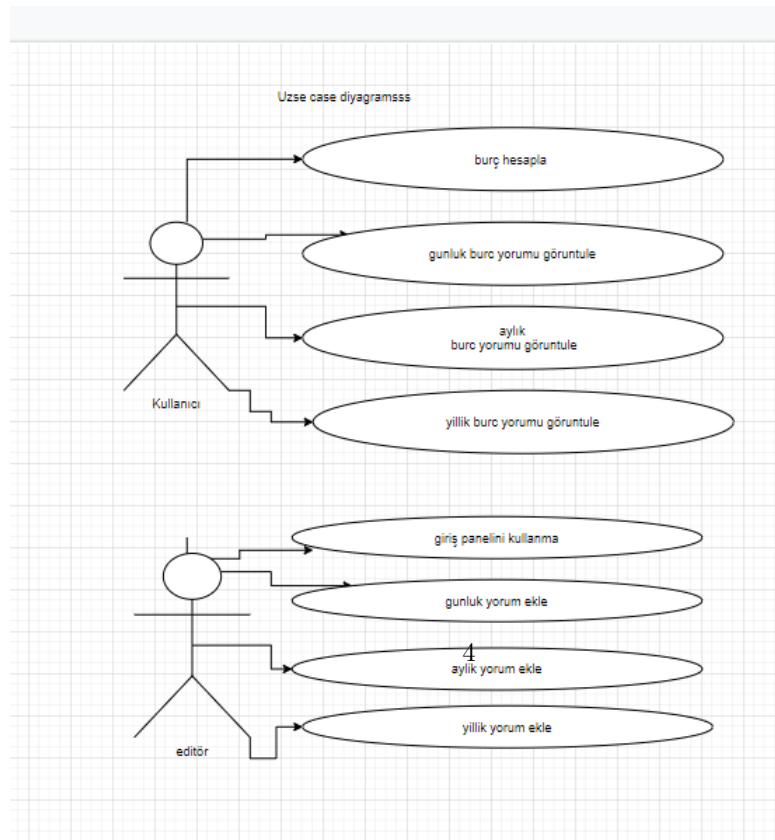 Uzse case diyagramsss
burç hesapla
gunluk burc yorumu göruntule
aylık
burc yorumu göruntule
Kullanıcı
yillik burc yorumu göruntule
giriş panelini kullanma
gunluk yorum ekle
4
aylik yorum ekle
yillik yorum ekle
editör